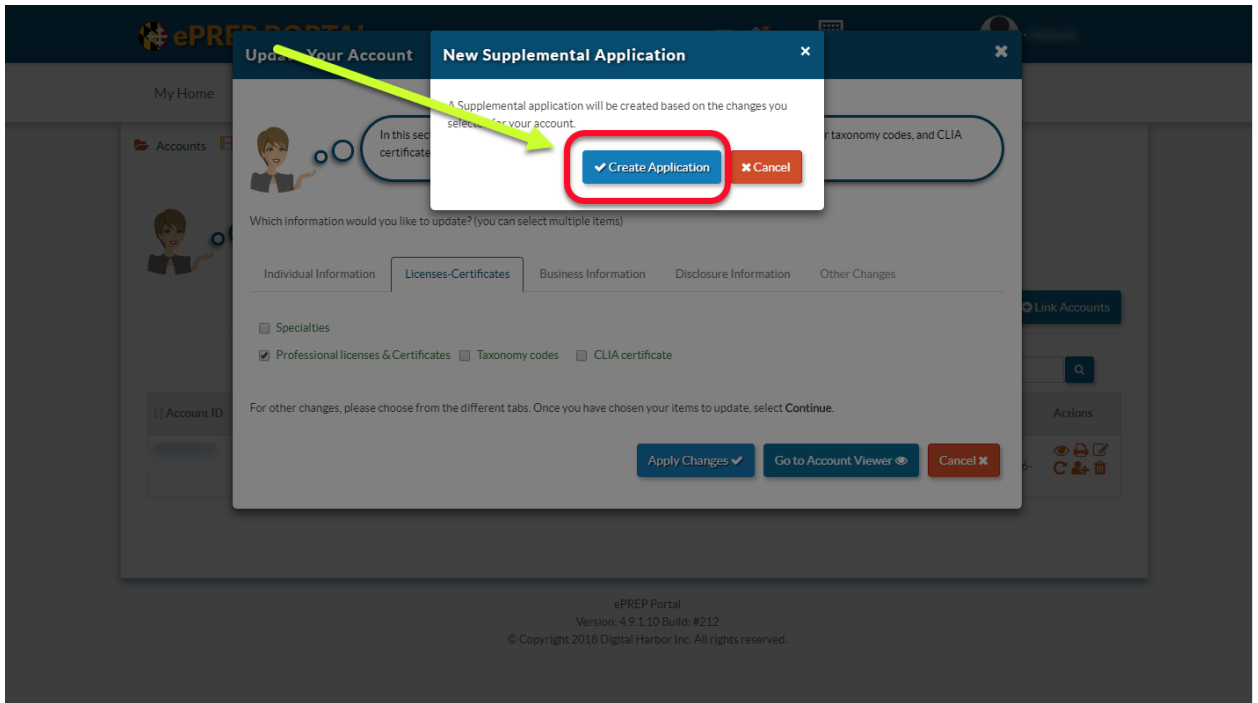 ePREP PORTAL
Update Your Account
New Supplemental Application
My Home
A Supplemental application will be created based on the changes you
selected for your account.
In this sec
r taxonomy codes, and CLIA
certificate
Accounts
Create Application
Cancel
Which information would you like to update? (you can select multiple items)
Individual Information
Licenses-Certificates
Business Information
Disclosure Information
Other Changes
Link Accounts
Specialties
Professional licenses & Certificates
Taxonomy codes
CLIA certificate
Account ID
For other changes, please choose from the different tabs. Once you have chosen your items to update, select Continue.
Actions
Apply Changes
Go to Account Viewer
Cancel
ePREP Portal
Version: 4.9.1.10 Build: #212
© Copyright 2018 Digital Harbor Inc. All rights reserved.